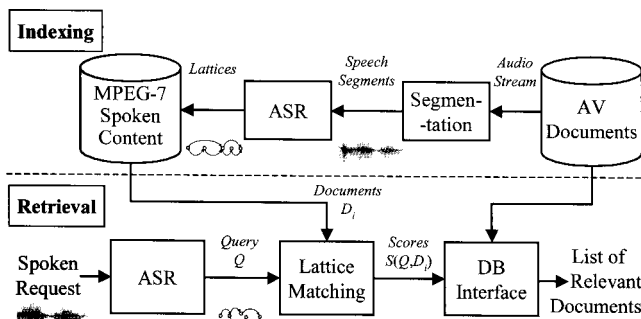 Indexing
MPEG-7
Spoken
Content
Lattices
ASR
Speech
Segments
Segmen-
tation
Audio
Stream
AV
Documents
Retrieval
Documents
D_i
Spoken
Request
ASR
Query
Q
Lattice
Matching
Scores
S(Q,D_i)
DB
Interface
List of
Relevant
Documents